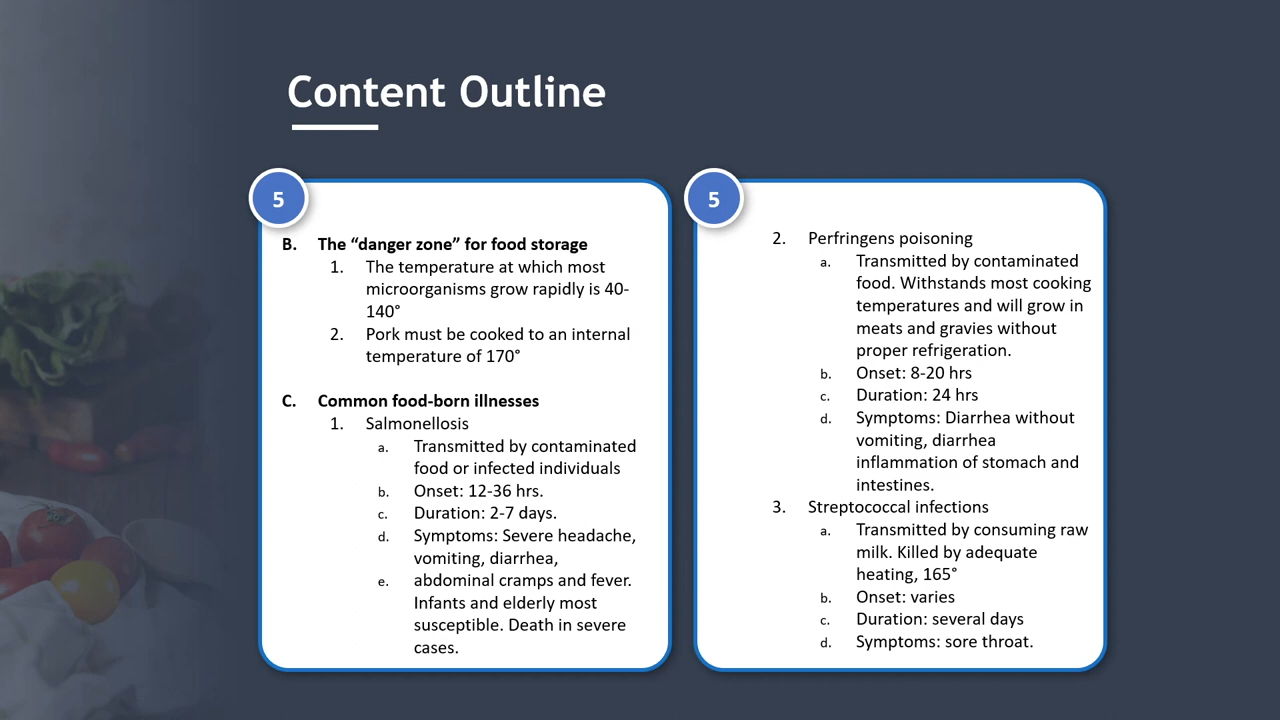 Content Outline
5
B. The “danger zone” for food storage
1. The temperature at which most
microorganisms grow rapidly is 40-
140°
2. Pork must be cooked to an internal
temperature of 170°
C. Common food-born illnesses
1. Salmonellosis
a. Transmitted by contaminated
food or infected individuals
b. Onset: 12-36 hrs.
c. Duration: 2-7 days.
d. Symptoms: Severe headache,
vomiting, diarrhea,
e. abdominal cramps and fever.
Infants and elderly most
susceptible. Death in severe
cases.
5
2. Perfringens poisoning
a. Transmitted by contaminated
food. Withstands most cooking
temperatures and will grow in
meats and gravies without
proper refrigeration.
b. Onset: 8-20 hrs
c. Duration: 24 hrs
d. Symptoms: Diarrhea without
vomiting, diarrhea
inflammation of stomach and
intestines.
3. Streptococcal infections
a. Transmitted by consuming raw
milk. Killed by adequate
heating, 165°
b. Onset: varies
c. Duration: several days
d. Symptoms: sore throat.